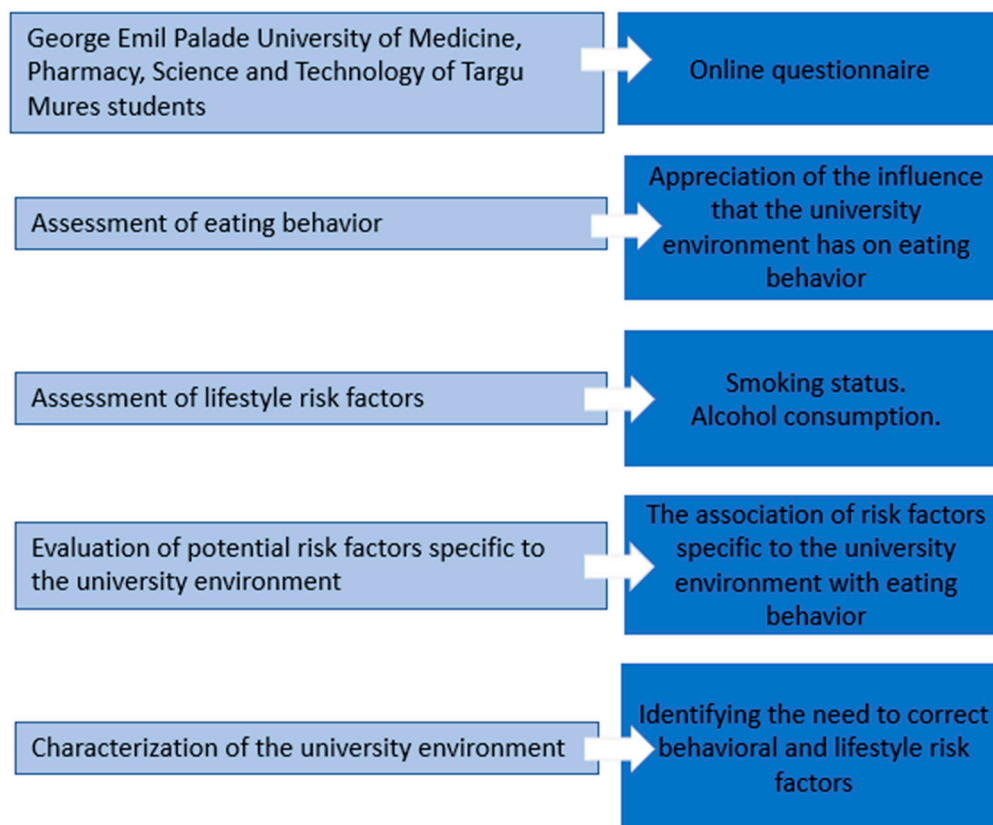 George Emil Palade University of Medicine,
Pharmacy, Science and Technology of Targu
Mures students
Online questionnaire
Assessment of eating behavior
Appreciation of the influence
that the university
environment has on eating
behavior
Assessment of lifestyle risk factors
Smoking status.
Alcohol consumption.
Evaluation of potential risk factors specific to
the university environment
The association of risk factors
specific to the university
environment with eating
behavior
Characterization of the university environment
Identifying the need to correct
behavioral and lifestyle risk
factors